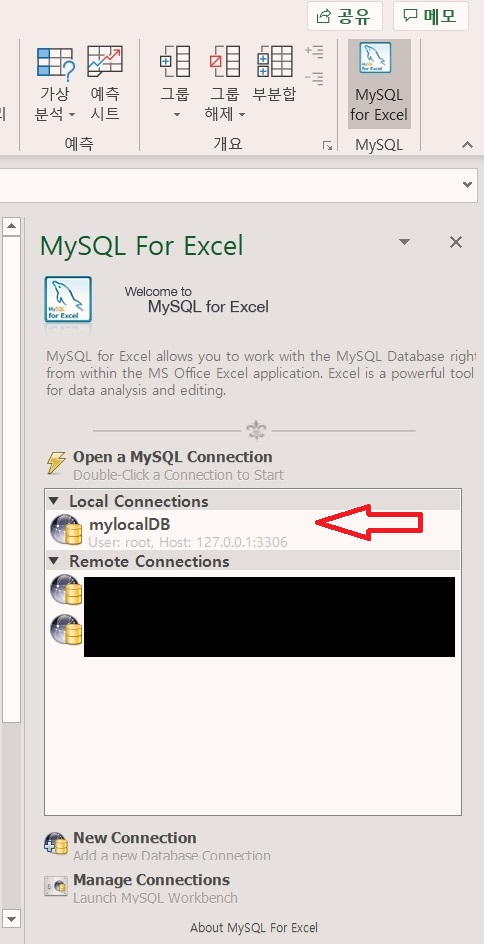 공유
메모
가상
분석
예측
시트
예측
그룹
그룹
해제
부분합
개요
MySQL
for Excel
MySQL
MySQL For Excel
MySQL
for Excel
Welcome to
MySQL for Excel
MySQL for Excel allows you to work with the MySQL Database right
from within the MS Office Excel application. Excel is a powerful tool
for data analysis and editing.
Open a MySQL Connection
Double-Click a Connection to Start
Local Connections
mylocalDB
User: root, Host: 127.0.0.1:3306
Remote Connections
New Connection
Add a new Database Connection
Manage Connections
Launch MySQL Workbench
About MySQL For Excel